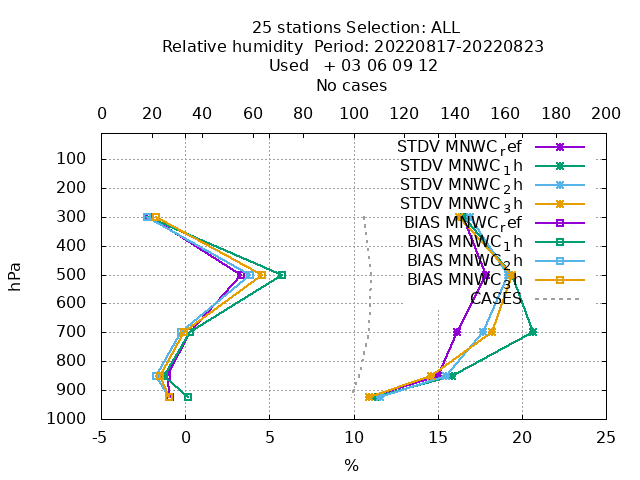 25 stations Selection: ALL
Relative humidity  Period: 20220817-20220823
Used   + 03 06 09 12
No cases
0 20 40 60 80 100 120 140 160 180 200
STDV MNWC_ref
STDV MNWC_1h
STDV MNWC_2h
STDV MNWC_3h
BIAS MNWC_ref
BIAS MNWC_1h
BIAS MNWC_2h
BIAS MNWC_3h
CASES
hPa
100
200
300
400
500
600
700
800
900
1000
-5 0 5 10 15 20 25
%